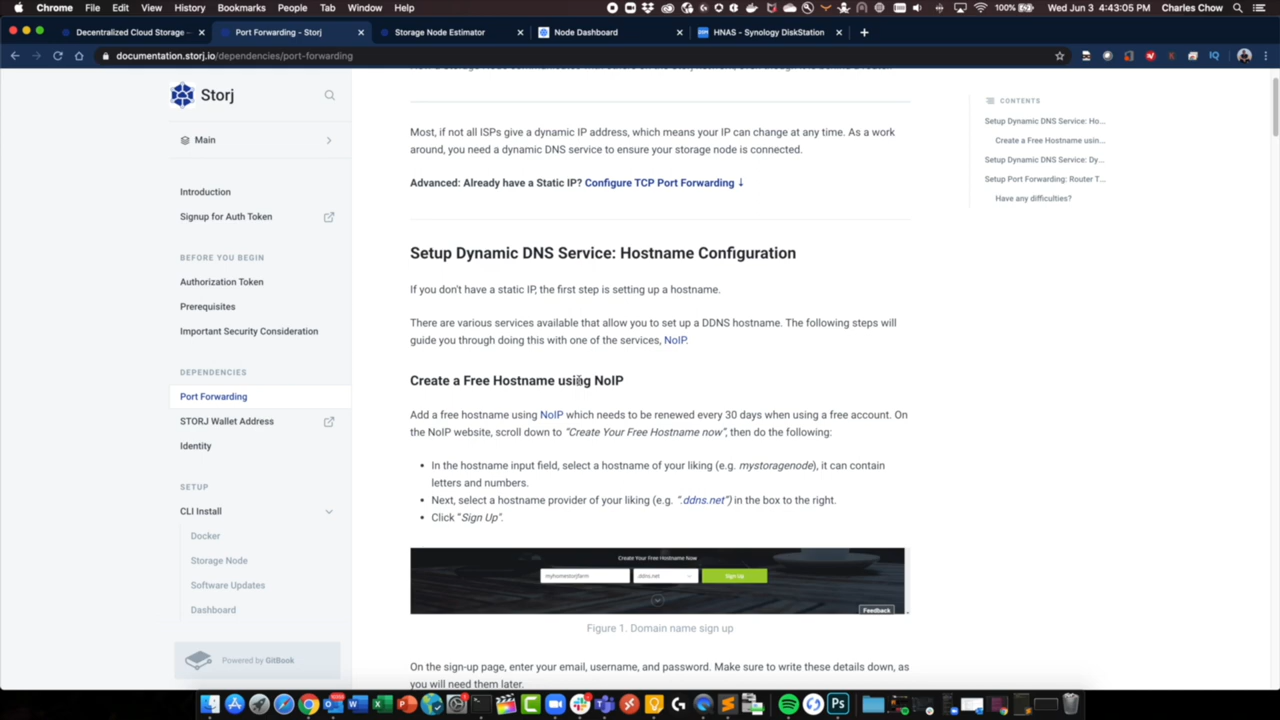 Chrome File Edit View History Bookmarks People Tab Window Help 100% Wed Jun 3 4:43:05 PM Charles Chow
Decentralized Cloud Storage – × Port Forwarding - Storj × Storage Node Estimator × Node Dashboard × HNAS - Synology DiskStation × +
documentation.storj.io/dependencies/port-forwarding
Storj
Main
Introduction
Signup for Auth Token
BEFORE YOU BEGIN
Authorization Token
Prerequisites
Important Security Consideration
DEPENDENCIES
Port Forwarding
STORJ Wallet Address
Identity
SETUP
CLI Install
Docker
Storage Node
Software Updates
Dashboard
Powered by GitBook
Most, if not all ISPs give a dynamic IP address, which means your IP can change at any time. As a work
around, you need a dynamic DNS service to ensure your storage node is connected.
Advanced: Already have a Static IP? Configure TCP Port Forwarding ↓
Setup Dynamic DNS Service: Hostname Configuration
If you don't have a static IP, the first step is setting up a hostname.
There are various services available that allow you to set up a DDNS hostname. The following steps will
guide you through doing this with one of the services, NoIP.
Create a Free Hostname using NoIP
Add a free hostname using NoIP which needs to be renewed every 30 days when using a free account. On
the NoIP website, scroll down to "Create Your Free Hostname now", then do the following:
• In the hostname input field, select a hostname of your liking (e.g. mystoragenode), it can contain
letters and numbers.
• Next, select a hostname provider of your liking (e.g. ".ddns.net") in the box to the right.
• Click "Sign Up".
Create Your Free Hostname Now
myhomestorjfarm .ddns.net Sign Up
Feedback
Figure 1. Domain name sign up
On the sign-up page, enter your email, username, and password. Make sure to write these details down, as
you will need them later.
CONTENTS
Setup Dynamic DNS Service: Ho...
Create a Free Hostname usin...
Setup Dynamic DNS Service: Dy...
Setup Port Forwarding: Router T...
Have any difficulties?